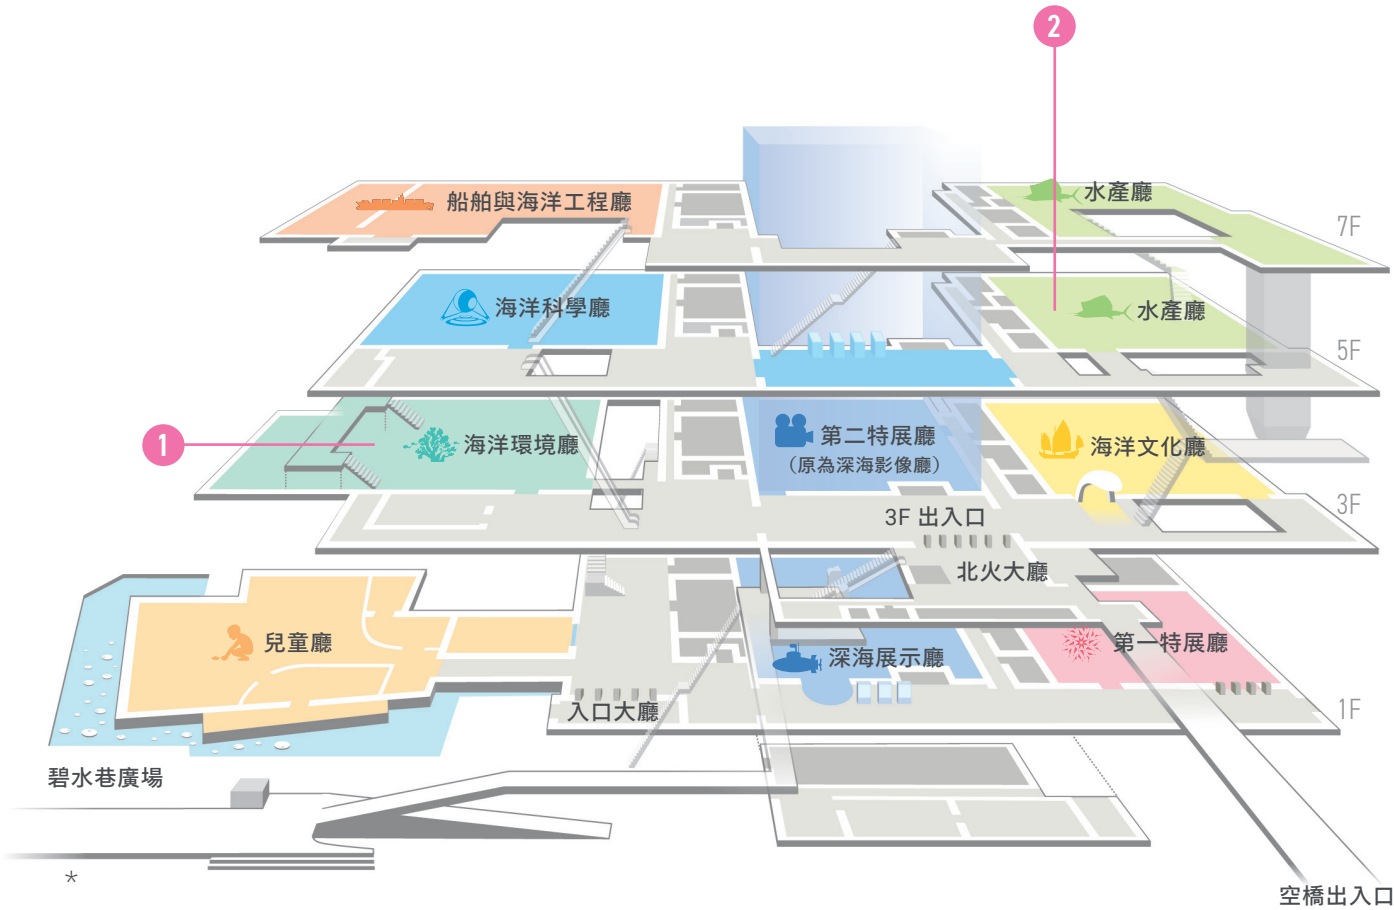 2
船舶與海洋工程廳
水產廳
7F
海洋科學廳
水產廳
5F
1
海洋環境廳
第二特展廳
(原為深海影像廳)
海洋文化廳
3F
3F 出入口
北火大廳
兒童廳
深海展示廳
第一特展廳
入口大廳
1F
碧水巷廣場
*
空橋出入口